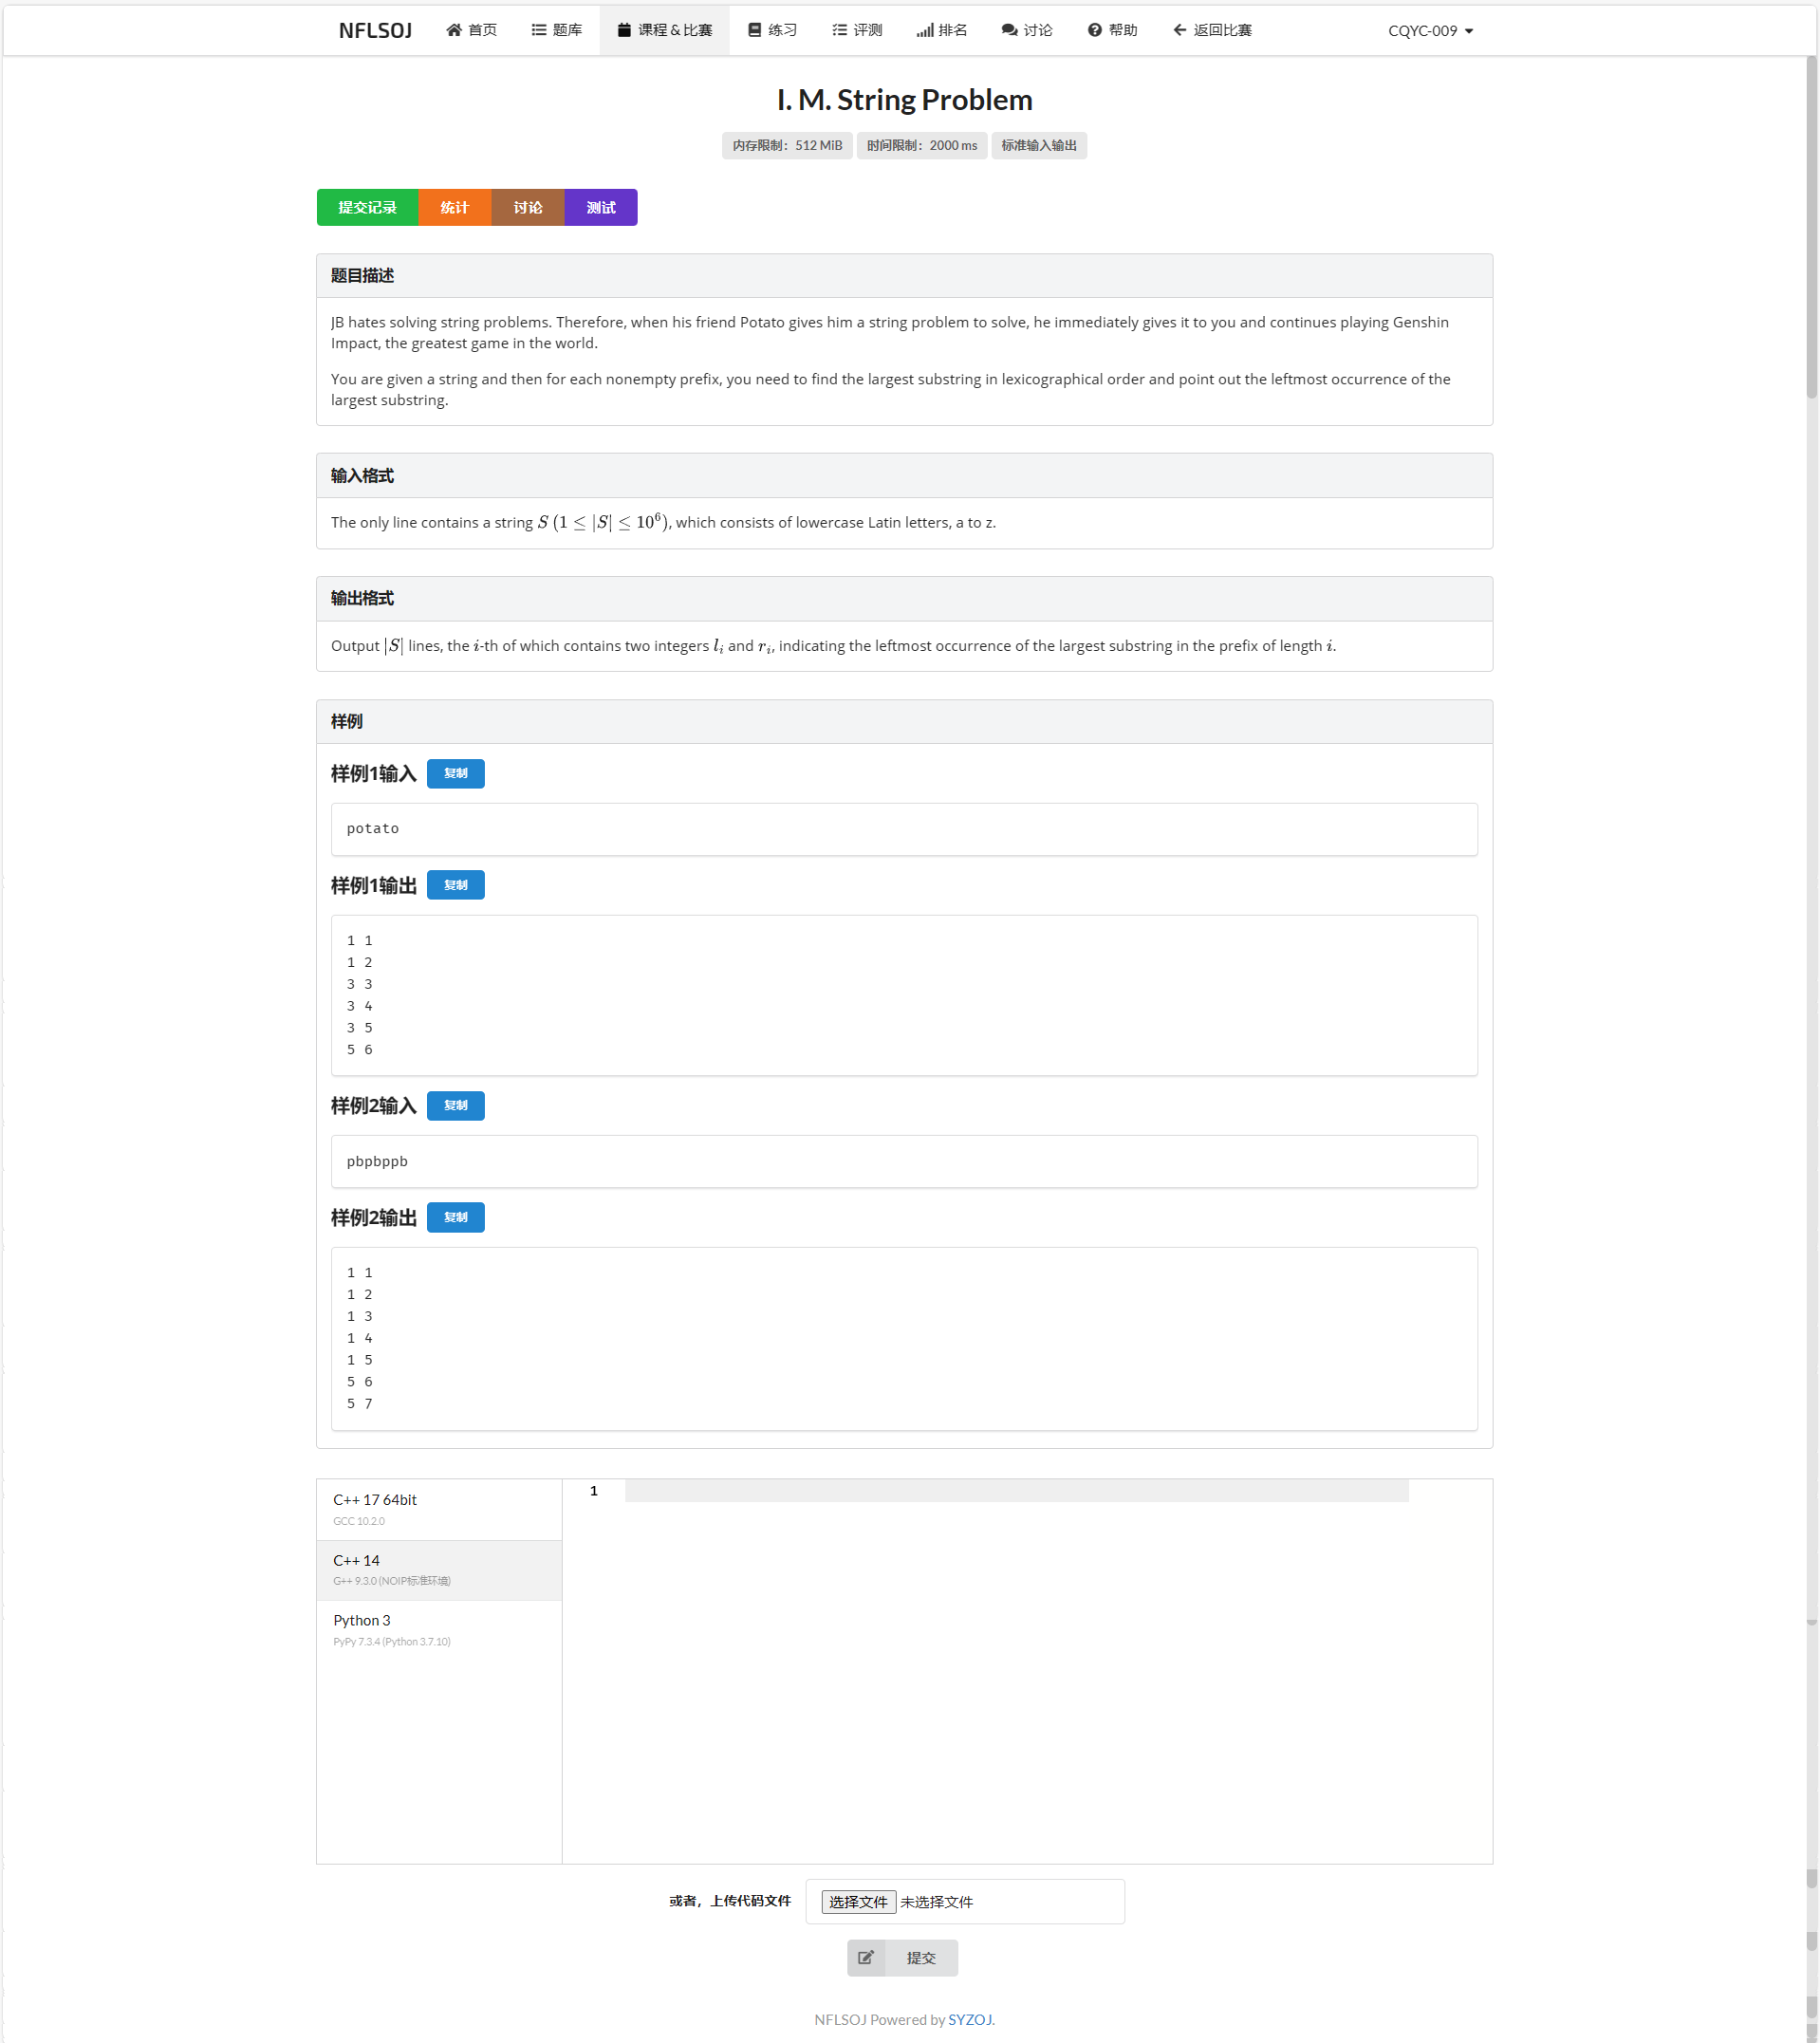 NFLSOJ 首页 题库 课程 & 比赛 练习 评测 排名 讨论 帮助 返回比赛 CQYC-009
I. M. String Problem
内存限制：512 MiB 时间限制：2000 ms 标准输入输出
提交记录 统计 讨论 测试
题目描述
JB hates solving string problems. Therefore, when his friend Potato gives him a string problem to solve, he immediately gives it to you and continues playing Genshin
Impact, the greatest game in the world.
You are given a string and then for each nonempty prefix, you need to find the largest substring in lexicographical order and point out the leftmost occurrence of the
largest substring.
输入格式
The only line contains a string S (1 ≤ |S| ≤ 10^6), which consists of lowercase Latin letters, a to z.
输出格式
Output |S| lines, the i-th of which contains two integers l_i and r_i, indicating the leftmost occurrence of the largest substring in the prefix of length i.
样例
样例1输入 复制
potato
样例1输出 复制
1 1
1 2
3 3
3 4
3 5
5 6
样例2输入 复制
pbpbppb
样例2输出 复制
1 1
1 2
1 3
1 4
1 5
5 6
5 7
C++ 17 64bit
GCC 10.2.0
1
C++ 14
G++ 9.3.0 (NOIP标准环境)
Python 3
PyPy 7.3.4 (Python 3.7.10)
或者，上传代码文件 选择文件 未选择文件
提交
NFLSOJ Powered by SYZOJ.